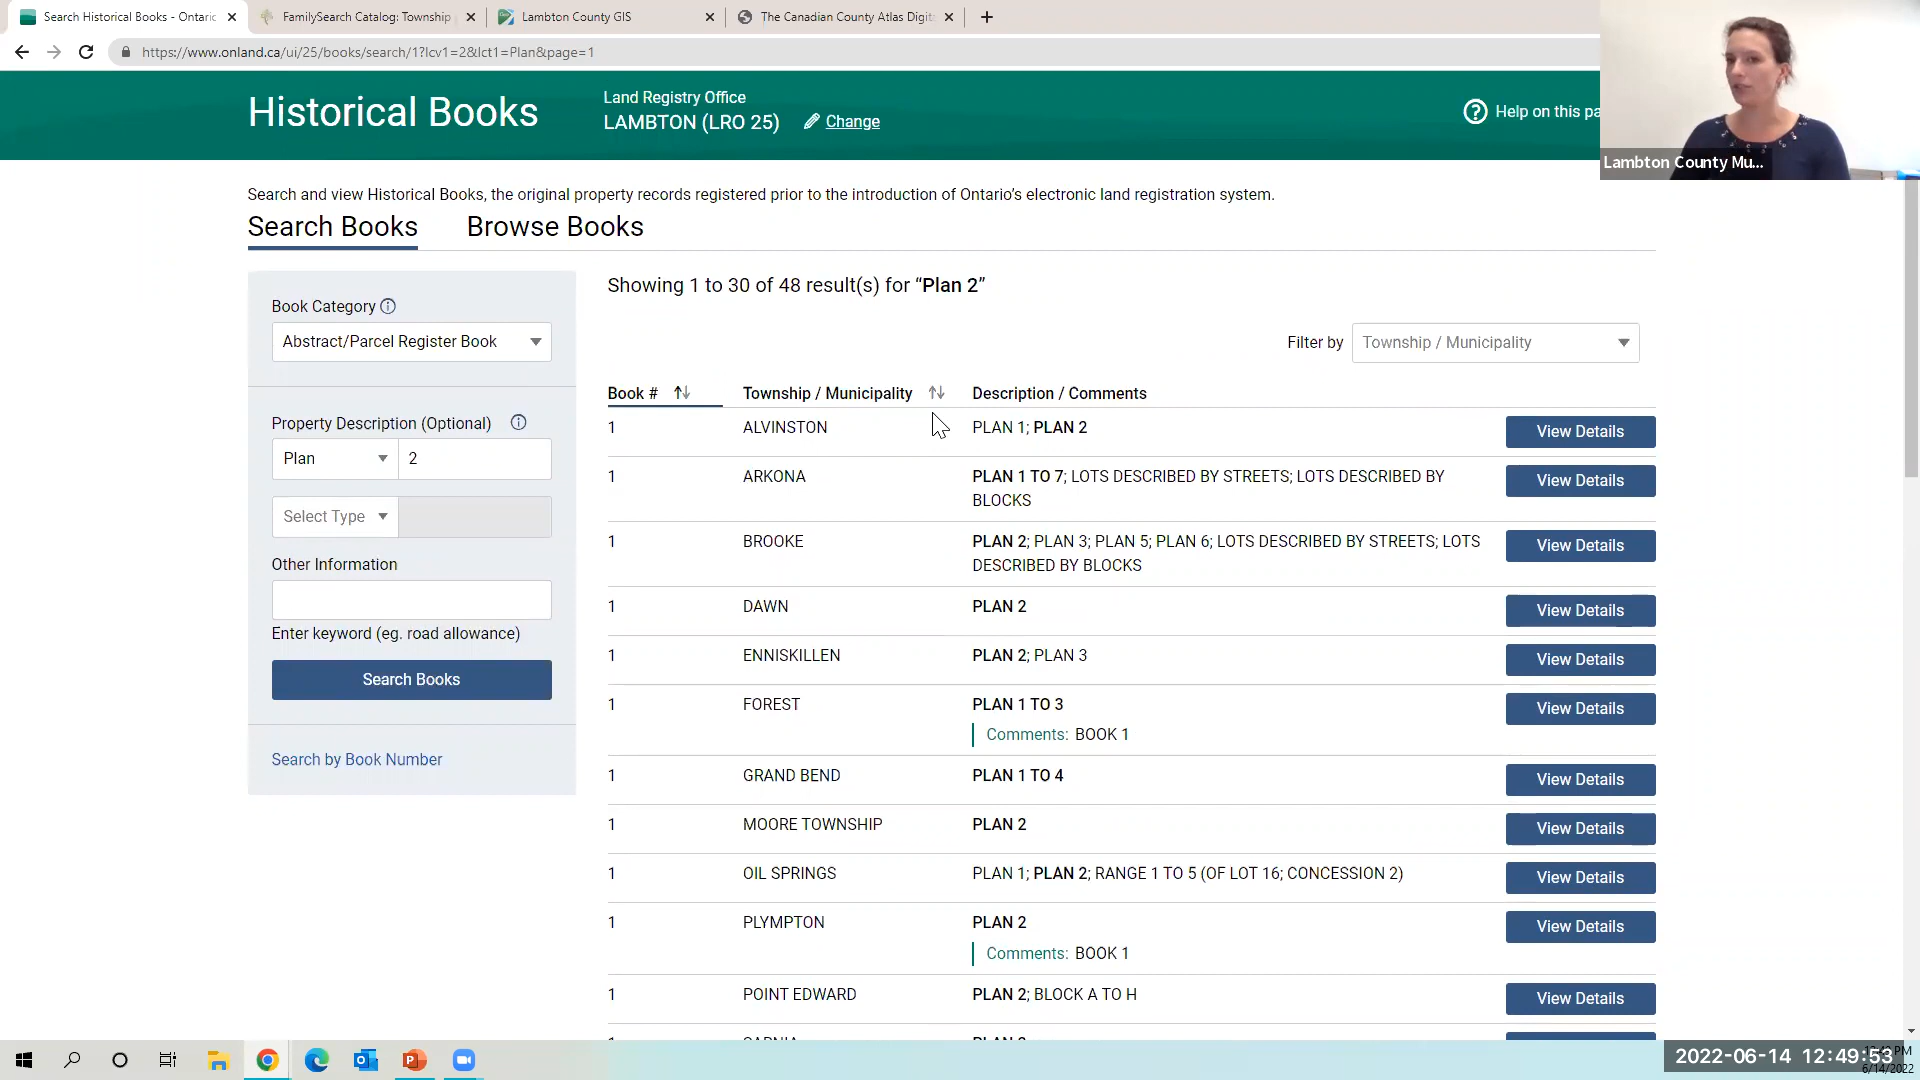 Search Historical Books - Ontari
FamilySearch Catalog: Township
Lambton County GIS
The Canadian County Atlas Digit
https://www.onland.ca/ui/25/books/search/1?lcv1=2&lct1=Plan&page=1
Historical Books
Land Registry Office
LAMBTON (LRO 25)
Change
Help on this pa
Lambton County Mu...
Search and view Historical Books, the original property records registered prior to the introduction of Ontario's electronic land registration system.
Search Books
Browse Books
Book Category
Abstract/Parcel Register Book
Property Description (Optional)
Plan
2
Select Type
Other Information
Enter keyword (eg. road allowance)
Search Books
Search by Book Number
Showing 1 to 30 of 48 result(s) for “Plan 2”
Filter by
Township / Municipality
Book #
Township / Municipality
Description / Comments
1
ALVINSTON
PLAN 1; PLAN 2
View Details
1
ARKONA
PLAN 1 TO 7; LOTS DESCRIBED BY STREETS; LOTS DESCRIBED BY
BLOCKS
View Details
1
BROOKE
PLAN 2; PLAN 3; PLAN 5; PLAN 6; LOTS DESCRIBED BY STREETS; LOTS
DESCRIBED BY BLOCKS
View Details
1
DAWN
PLAN 2
View Details
1
ENNISKILLEN
PLAN 2; PLAN 3
View Details
1
FOREST
PLAN 1 TO 3
Comments: BOOK 1
View Details
1
GRAND BEND
PLAN 1 TO 4
View Details
1
MOORE TOWNSHIP
PLAN 2
View Details
1
OIL SPRINGS
PLAN 1; PLAN 2; RANGE 1 TO 5 (OF LOT 16; CONCESSION 2)
View Details
1
PLYMPTON
PLAN 2
Comments: BOOK 1
View Details
1
POINT EDWARD
PLAN 2; BLOCK A TO H
View Details
2022-06-14 12:49:53
6/14/2022